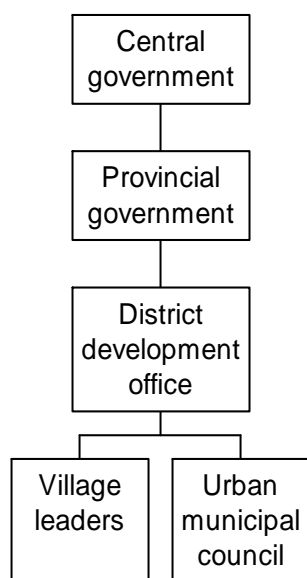 Central
government
Provincial
government
District
development
office
Village
leaders
Urban
municipal
council